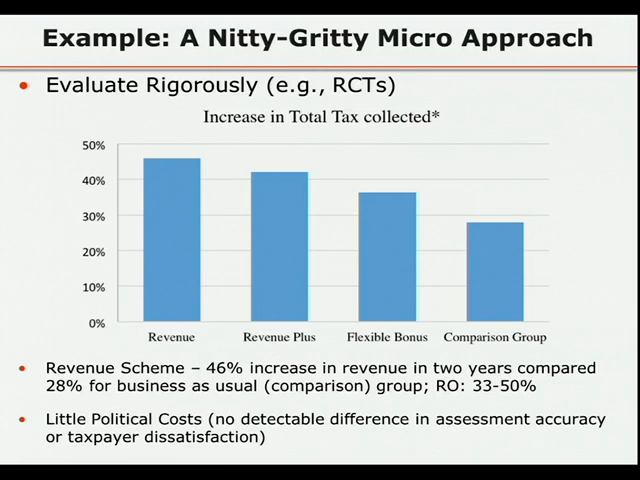 Example: A Nitty-Gritty Micro Approach
• Evaluate Rigorously (e.g., RCTs)
Increase in Total Tax collected*
50%
40%
30%
20%
10%
0%
Revenue Revenue Plus Flexible Bonus Comparison Group
• Revenue Scheme – 46% increase in revenue in two years compared
28% for business as usual (comparison) group; RO: 33-50%
• Little Political Costs (no detectable difference in assessment accuracy
or taxpayer dissatisfaction)